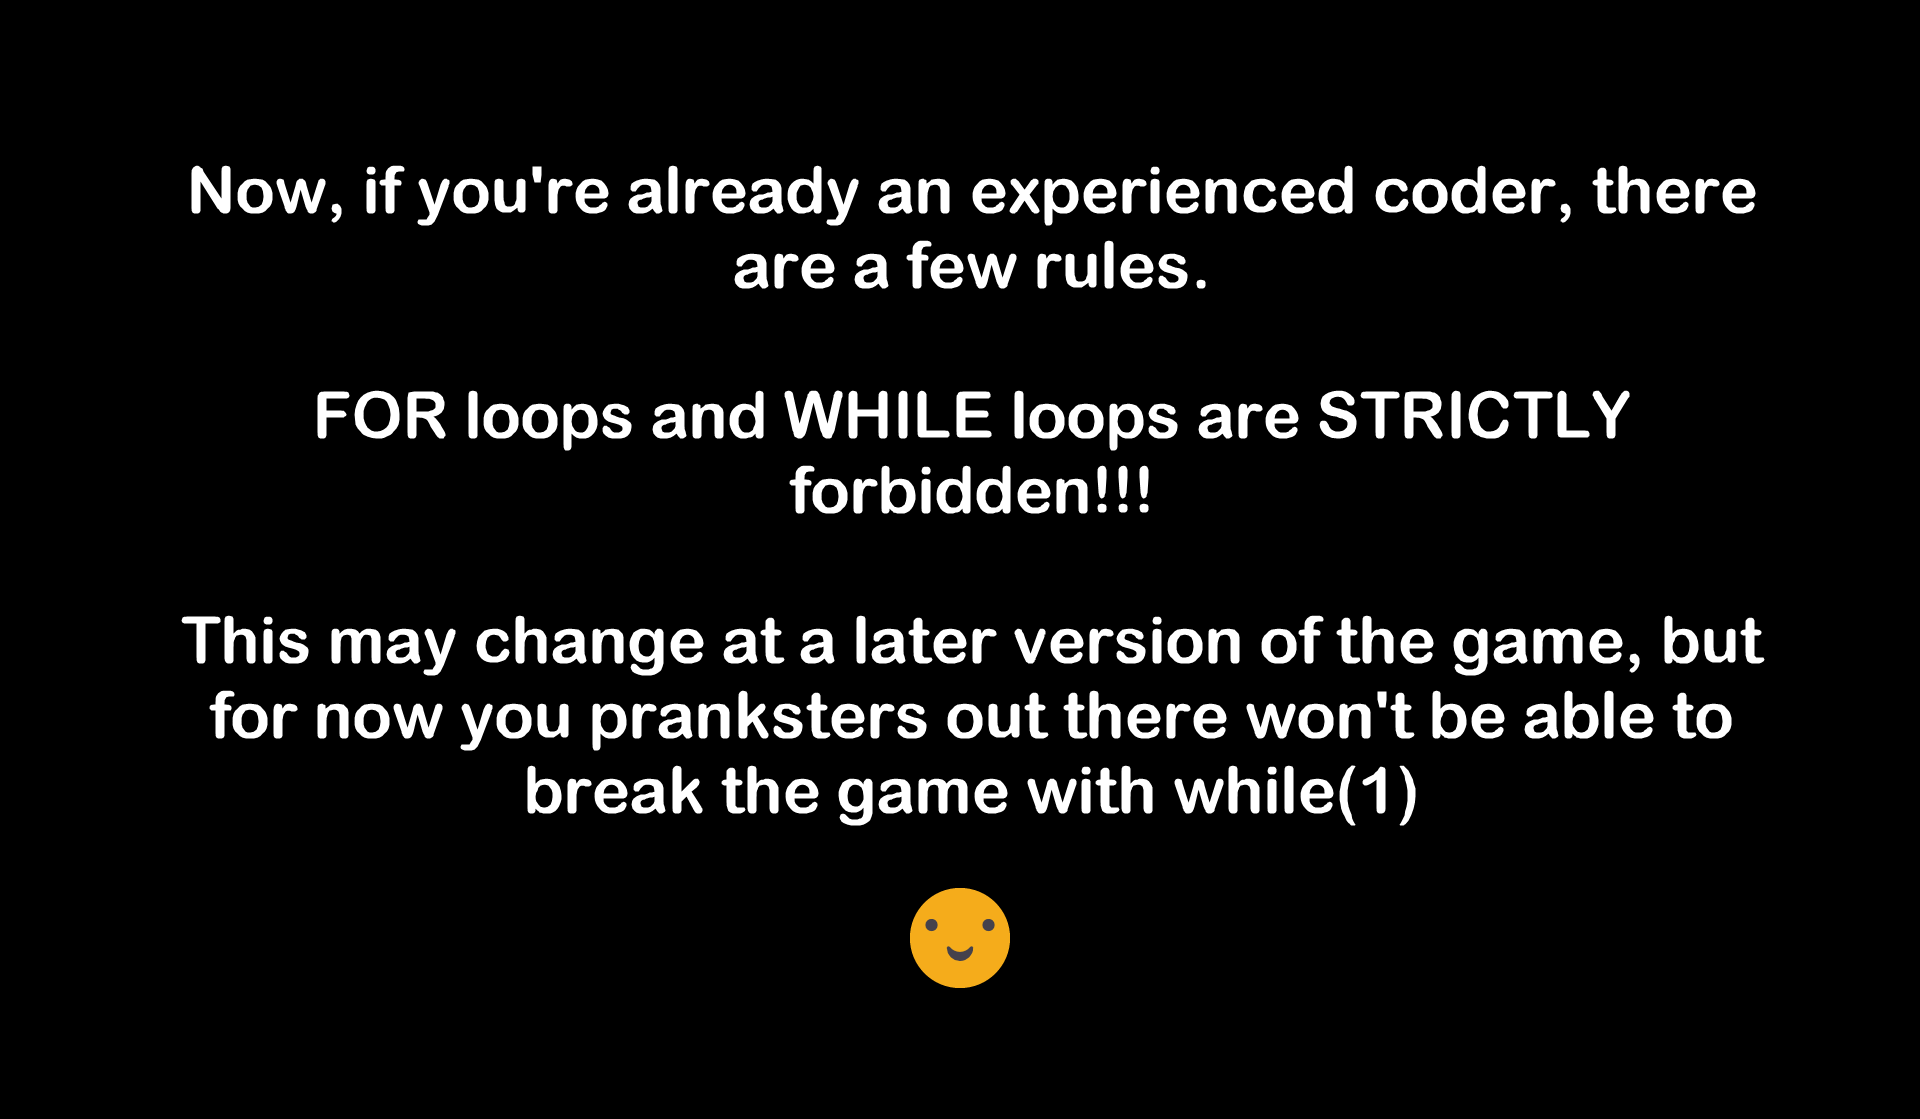 Now, if you're already an experienced coder, there
are a few rules.
FOR loops and WHILE loops are STRICTLY
forbidden!!!
This may change at a later version of the game, but
for now you pranksters out there won't be able to
break the game with while(1)